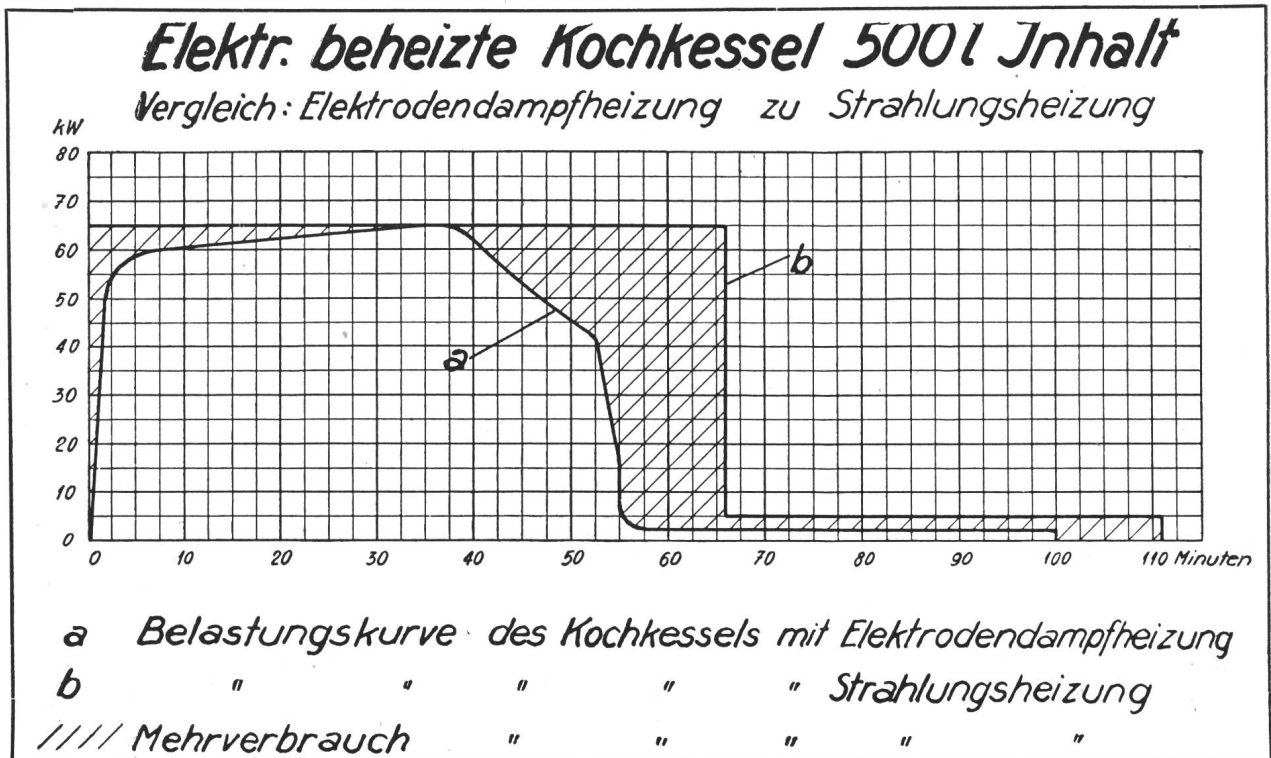 Elektr. beheizte Kochkessel 500 l Jnhalt
Vergleich: Elektrodendampfheizung zu Strahlungsheizung
kW
80
70
60
50
40
30
20
10
0
b
a
0 10 20 30 40 50 60 70 80 90 100 110 Minuten
a Belastungskurve des Kochkessels mit Elektrodendampfheizung
b " " " " " Strahlungsheizung
//// Mehrverbrauch " " " " "